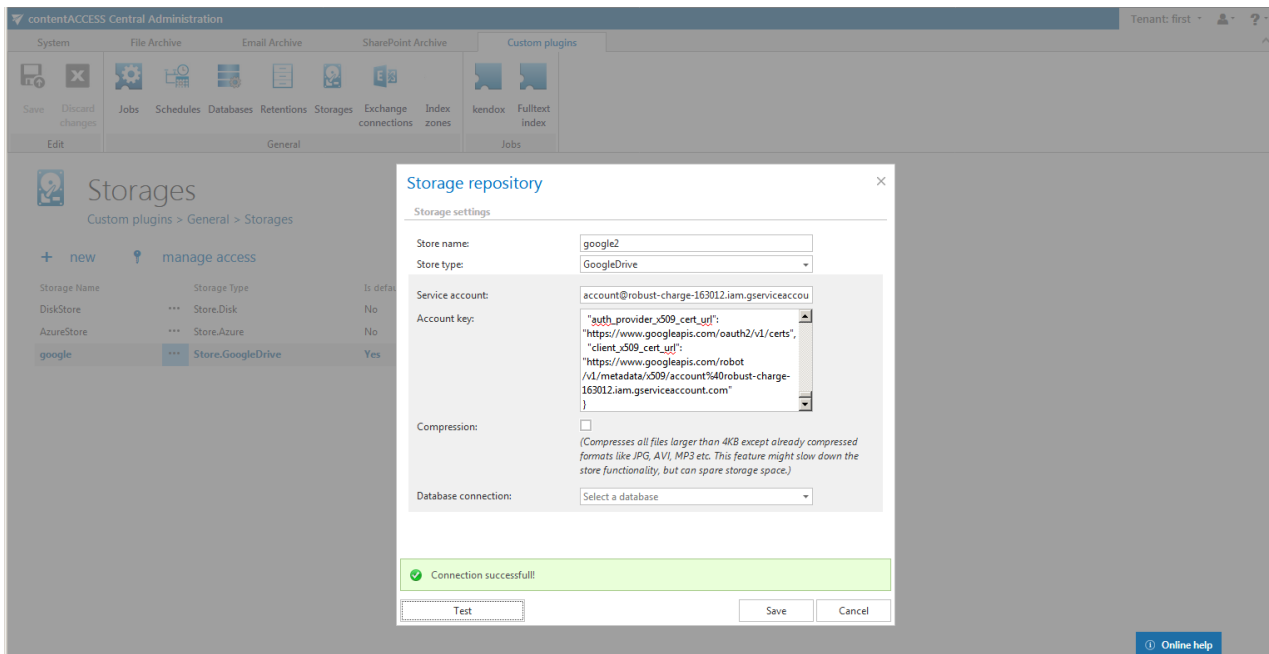 contentACCESS Central Administration
Tenant: first
?
System
File Archive
Email Archive
SharePoint Archive
Custom plugins
Save
Discard changes
Jobs
Schedules
Databases
Retentions
Storages
Exchange connections
Index zones
kendox
Fulltext index
Edit
General
Jobs
Storages
Custom plugins > General > Storages
+ new
manage access
Storage Name
Storage Type
Is defau
DiskStore
··· Store.Disk
No
AzureStore
··· Store.Azure
No
google
··· Store.GoogleDrive
Yes
Storage repository
Storage settings
Store name:
google2
Store type:
GoogleDrive
Service account:
account@robust-charge-163012.iam.gserviceaccou
Account key:
"auth_provider_x509_cert_url":
"https://www.googleapis.com/oauth2/v1/certs",
"client_x509_cert_url":
"https://www.googleapis.com/robot
/v1/metadata/x509/account%40robust-charge-
163012.iam.gserviceaccount.com"
}
Compression:
(Compresses all files larger than 4KB except already compressed
formats like JPG, AVI, MP3 etc. This feature might slow down the
store functionality, but can spare storage space.)
Database connection:
Select a database
Connection successfull!
Test
Save
Cancel
Online help